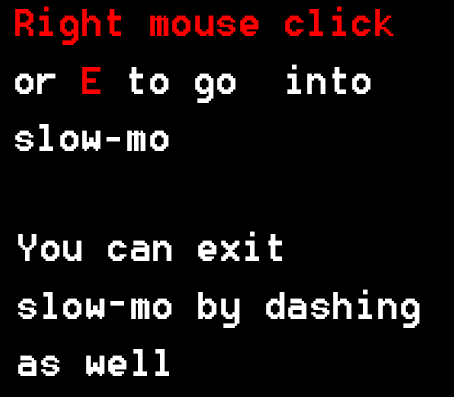 Right mouse click
or E to go  into
slow-mo
You can exit
slow-mo by dashing
as well